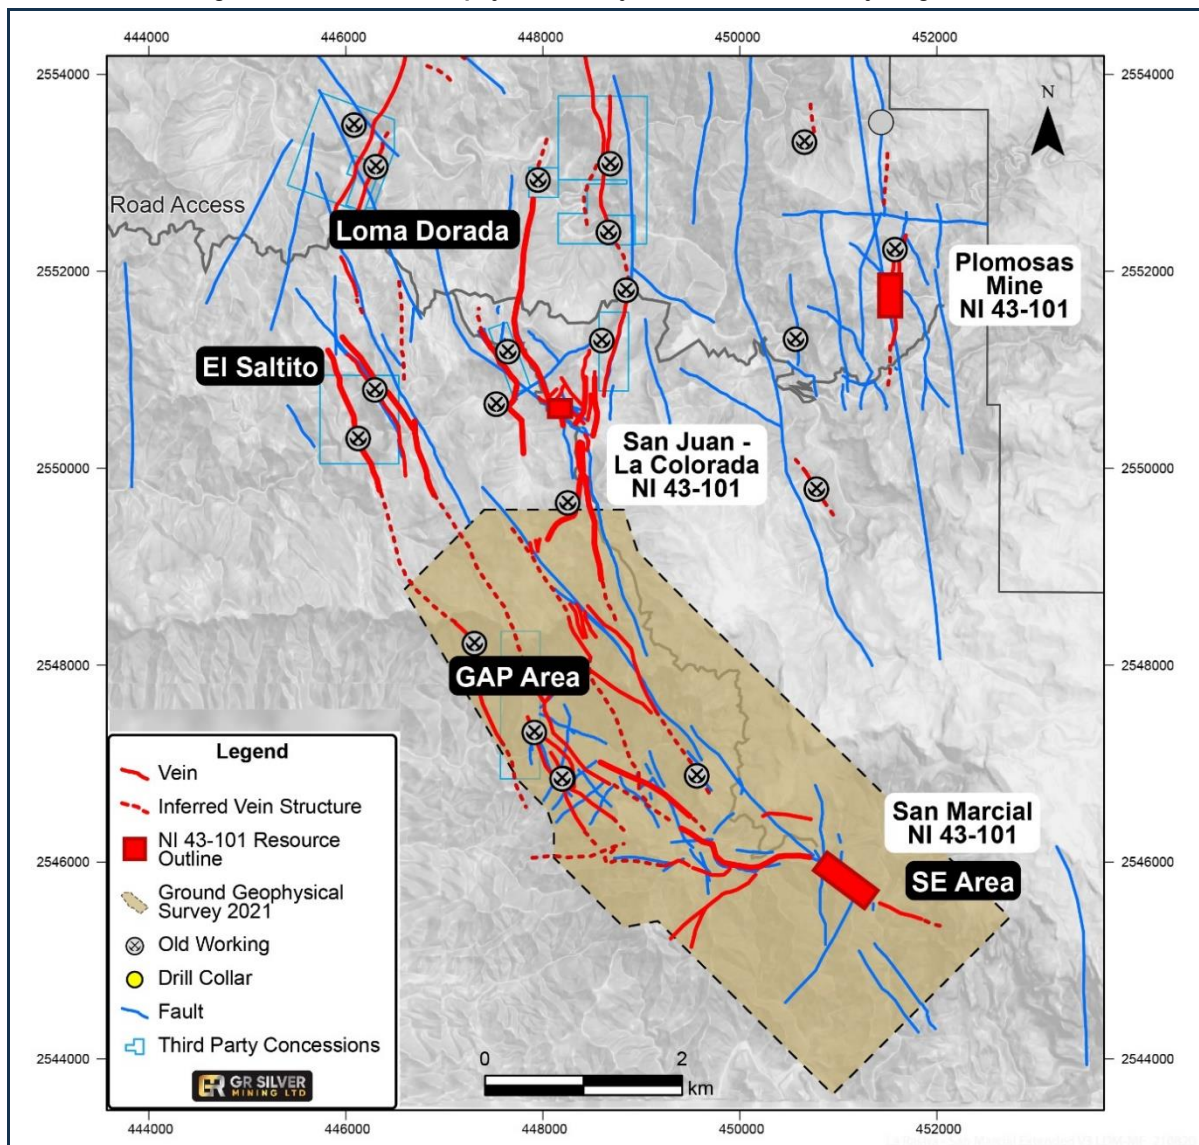 444000 446000 448000 450000 452000
2554000 2554000
N
Road Access
Loma Dorada
2552000 2552000
Plomosas
Mine
NI 43-101
El Saltito
San Juan -
La Colorada
NI 43-101
2550000 2550000
2548000 2548000
GAP Area
San Marcial
NI 43-101
SE Area
2546000 2546000
2544000 2544000
Legend
Vein
Inferred Vein Structure
NI 43-101 Resource
Outline
Ground Geophysical
Survey 2021
Old Working
Drill Collar
Fault
Third Party Concessions
GR SILVER
MINING LTD
0 2
km
444000 446000 448000 450000 452000